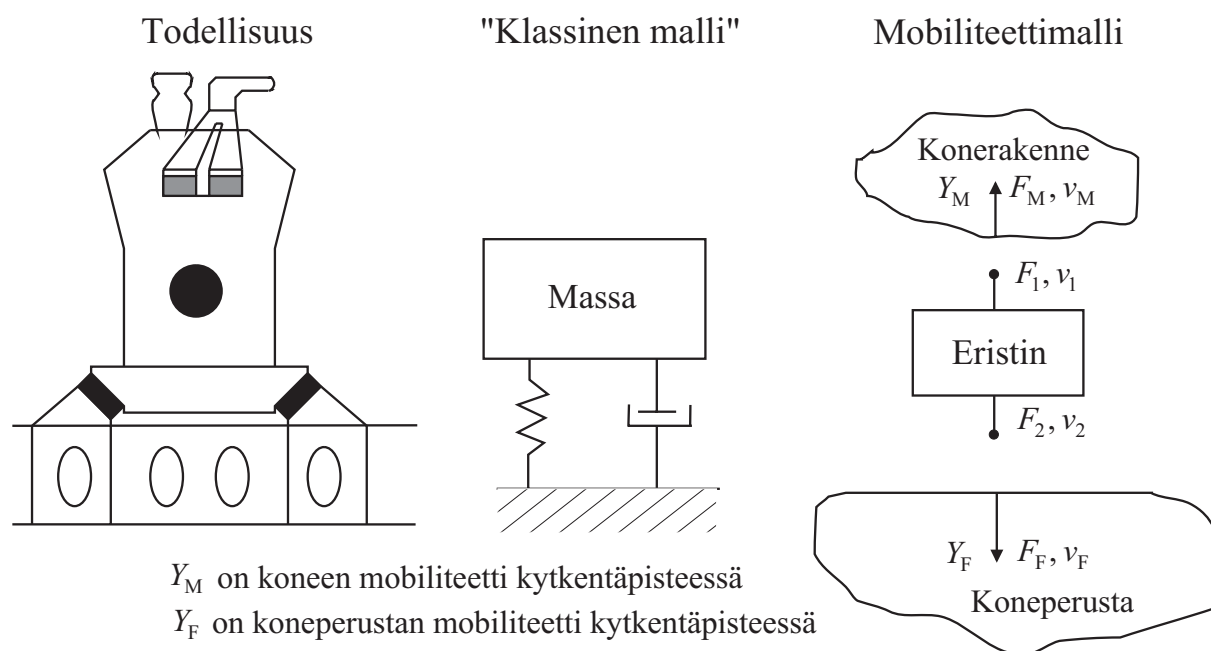 Todellisuus
"Klassinen malli"
Mobiliteettimalli
Massa
Konerakenne
Y_M F_M, v_M
F_1, v_1
Eristin
F_2, v_2
Y_F F_F, v_F
Koneperusta
Y_M on koneen mobiliteetti kytkentäpisteessä
Y_F on koneperustan mobiliteetti kytkentäpisteessä